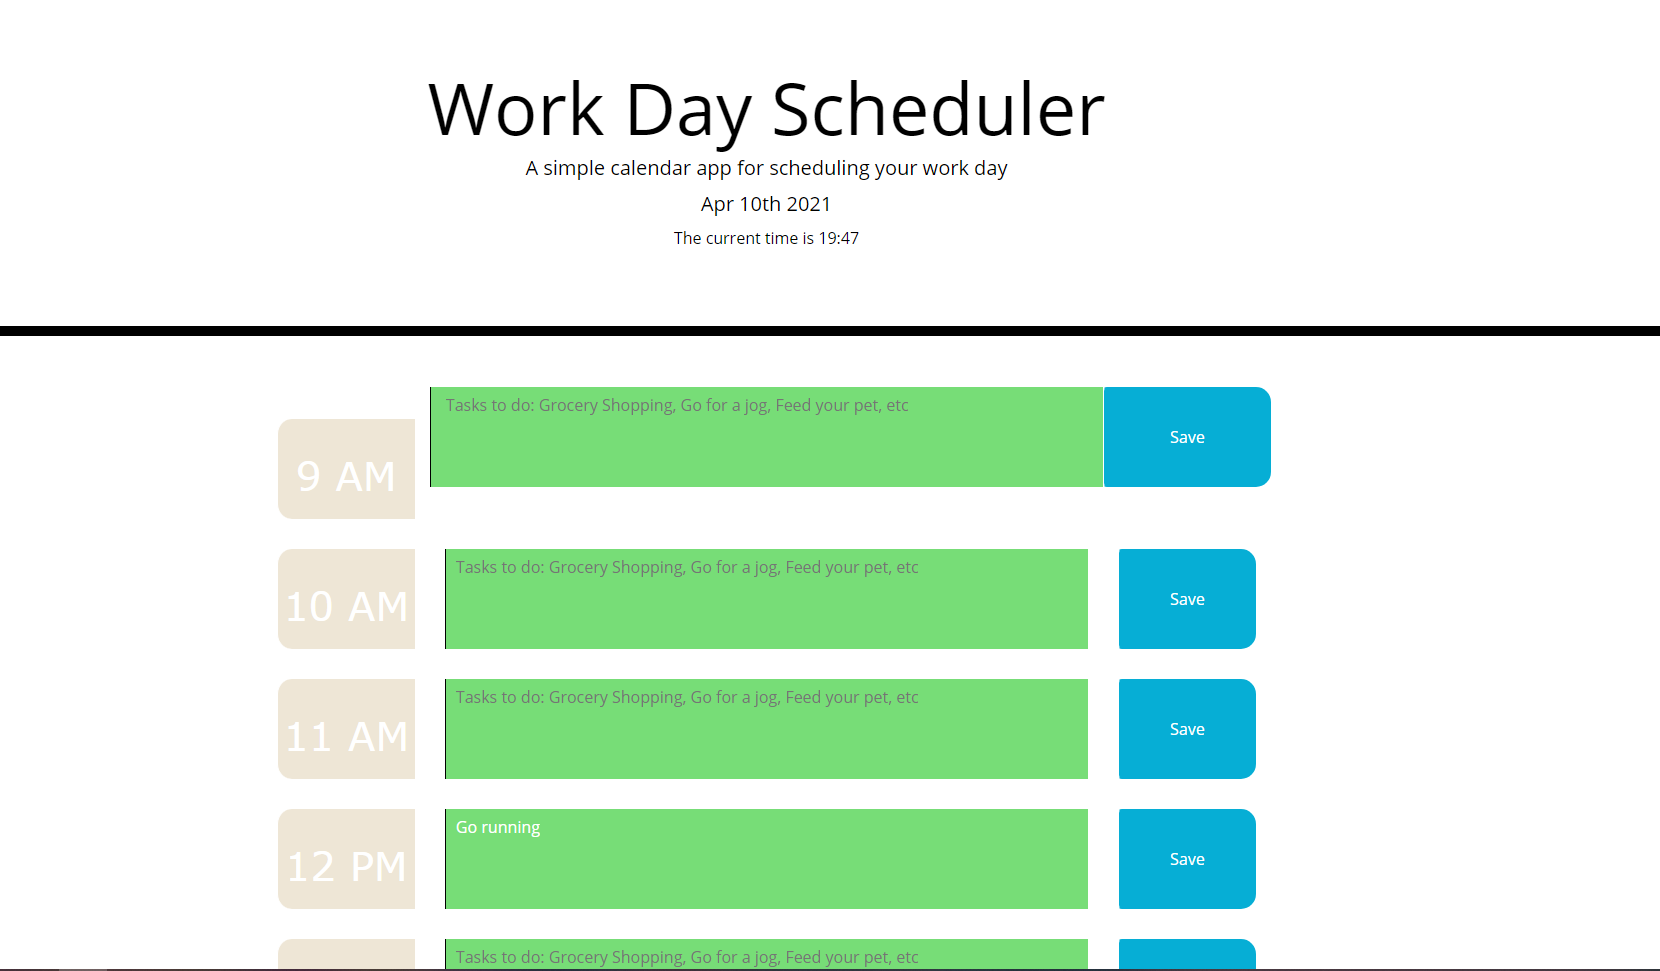 Work Day Scheduler
A simple calendar app for scheduling your work day
Apr 10th 2021
The current time is 19:47
Tasks to do: Grocery Shopping, Go for a jog, Feed your pet, etc
Save
9 AM
Tasks to do: Grocery Shopping, Go for a jog, Feed your pet, etc
10 AM
Save
Tasks to do: Grocery Shopping, Go for a jog, Feed your pet, etc
11 AM
Save
Go running
12 PM
Save
Tasks to do: Grocery Shopping, Go for a jog, Feed your pet, etc